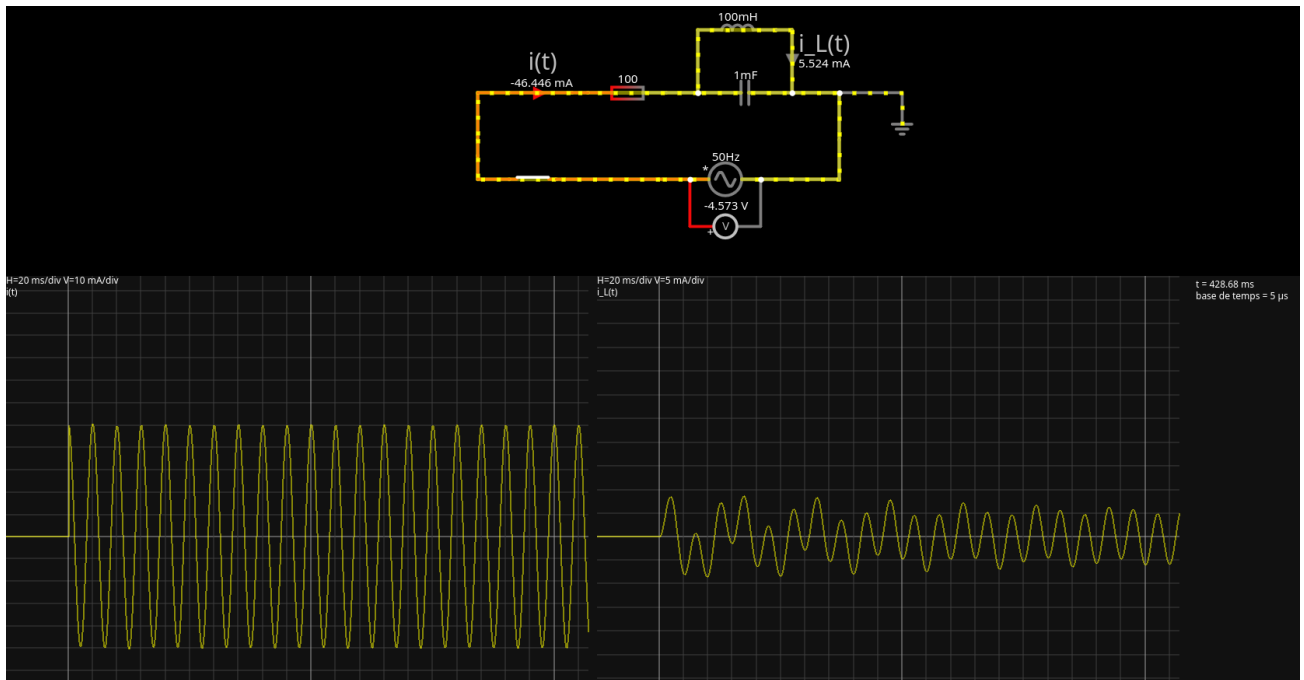 100mH
i_L(t)
5.524 mA
i(t)
-46.446 mA
100
1mF
50Hz
*
-4.573 V
V
+
H=20 ms/div V=10 mA/div
i(t)
H=20 ms/div V=5 mA/div
i_L(t)
t = 428.68 ms
base de temps = 5 µs